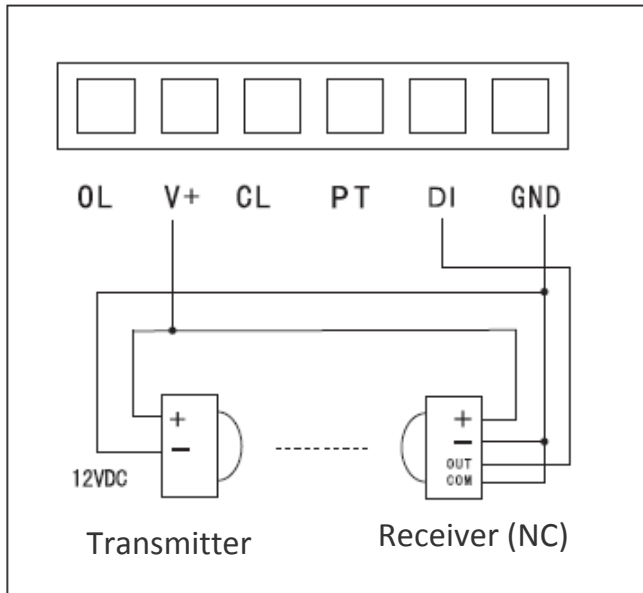 OL V+ CL PT DI GND
+ +
- -
OUT
12VDC COM
Transmitter Receiver (NC)